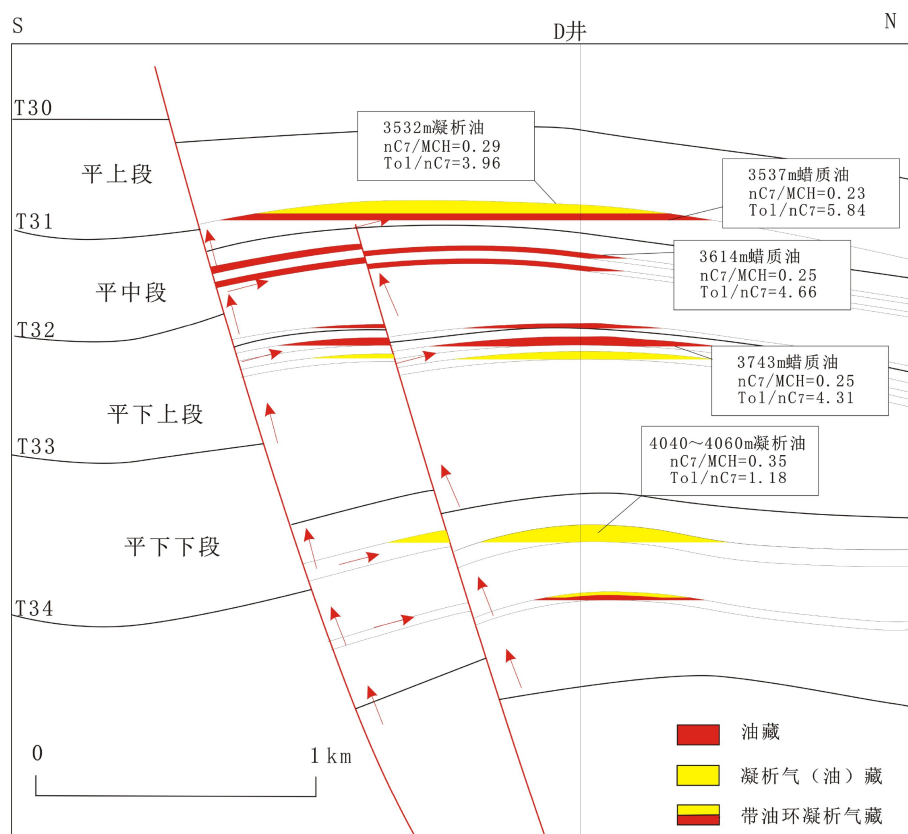 S
D井
N
T30
3532m凝析油
nC7/MCH=0.29
Tol/nC7=3.96
平上段
3537m蜡质油
nC7/MCH=0.23
Tol/nC7=5.84
T31
3614m蜡质油
nC7/MCH=0.25
Tol/nC7=4.66
平中段
T32
3743m蜡质油
nC7/MCH=0.25
Tol/nC7=4.31
平下上段
T33
4040～4060m凝析油
nC7/MCH=0.35
Tol/nC7=1.18
平下下段
T34
0
1km
油藏
凝析气（油）藏
带油环凝析气藏